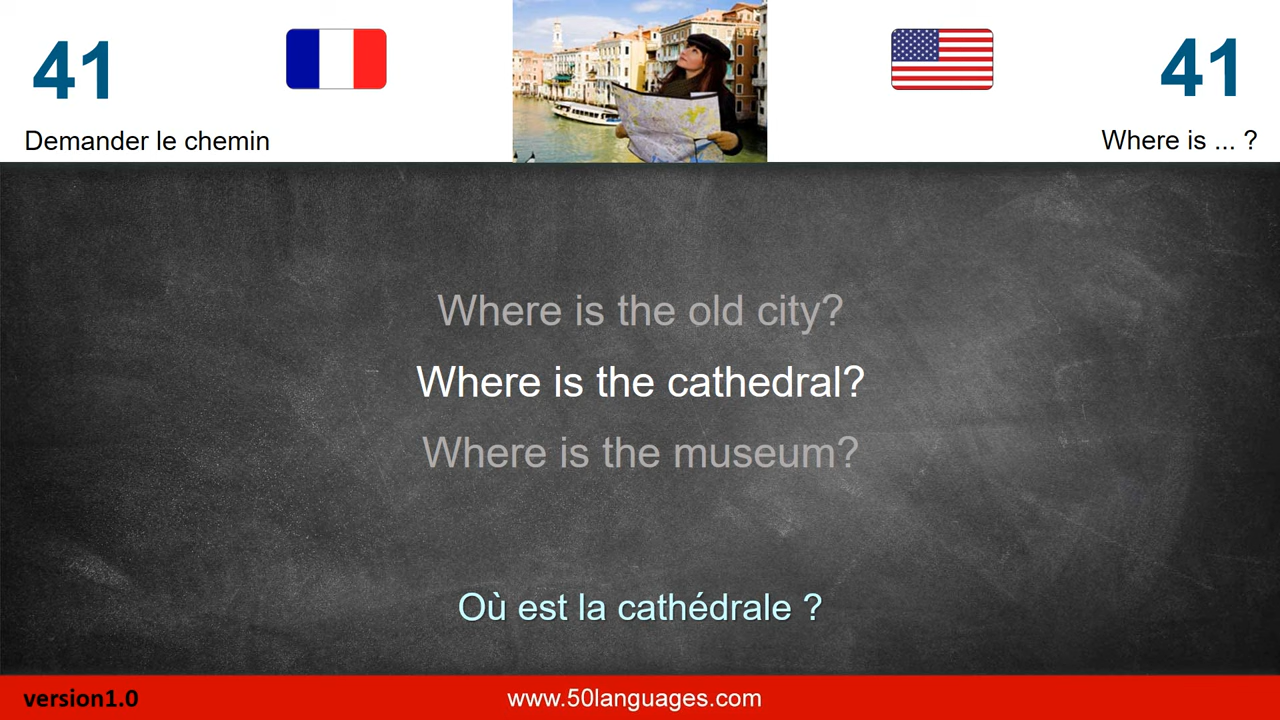 41
41
Demander le chemin
Where is ... ?
Where is the old city?
Where is the cathedral?
Where is the museum?
Où est la cathédrale ?
version1.0
www.50languages.com